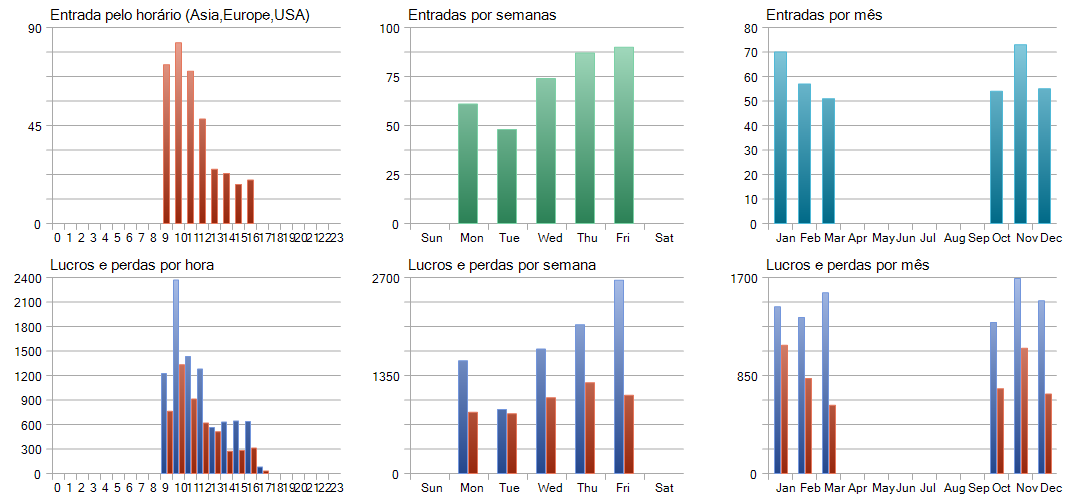 Entrada pelo horário (Asia,Europe,USA)
90
45
0
0 1 2 3 4 5 6 7 8 9 10 11 12 13 14 15 16 17 18 19 20 21 22 23
Entradas por semanas
100
75
50
25
0
Sun Mon Tue Wed Thu Fri Sat
Entradas por mês
80
70
60
50
40
30
20
10
0
Jan Feb Mar Apr May Jun Jul Aug Sep Oct Nov Dec
Lucros e perdas por hora
2400
2100
1800
1500
1200
900
600
300
0
0 1 2 3 4 5 6 7 8 9 10 11 12 13 14 15 16 17 18 19 20 21 22 23
Lucros e perdas por semana
2700
1350
0
Sun Mon Tue Wed Thu Fri Sat
Lucros e perdas por mês
1700
850
0
Jan Feb Mar Apr May Jun Jul Aug Sep Oct Nov Dec